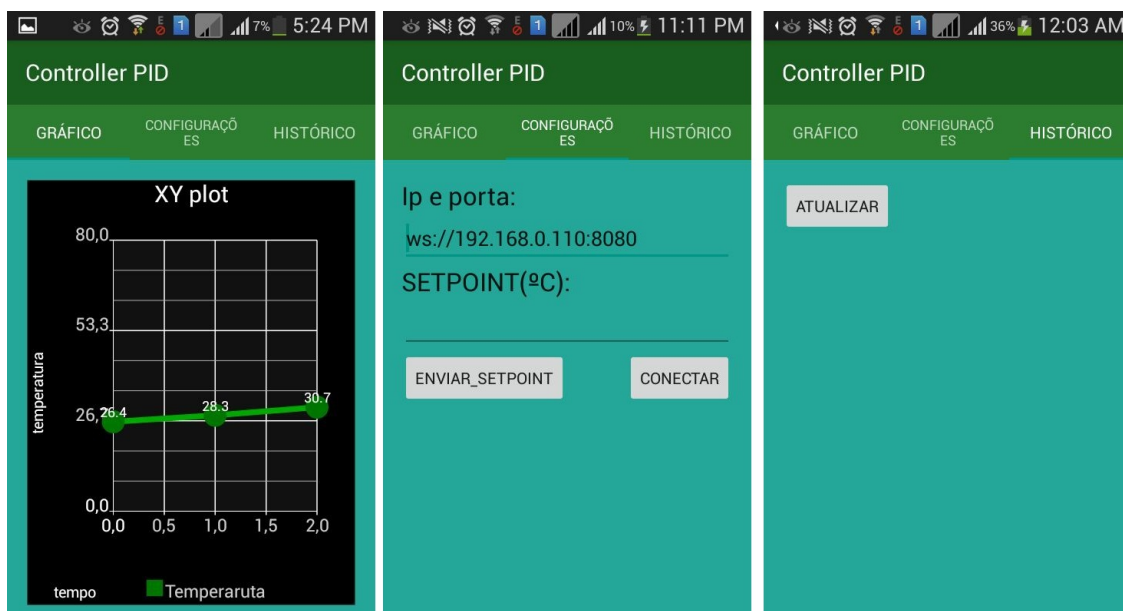 7% 5:24 PM
Controller PID
GRÁFICO
CONFIGURAÇÕ
ES
HISTÓRICO
XY plot
80,0
53,3
26,
0,0
temperatura
26.4
28.3
30.7
0,0 0,5 1,0 1,5 2,0
tempo
Temperaruta
E
1
10% 11:11 PM
Controller PID
GRÁFICO
CONFIGURAÇÕ
ES
HISTÓRICO
Ip e porta:
ws://192.168.0.110:8080
SETPOINT(ºC):
ENVIAR_SETPOINT CONECTAR
E
1
36% 12:03 AM
Controller PID
GRÁFICO
CONFIGURAÇÕ
ES
HISTÓRICO
ATUALIZAR